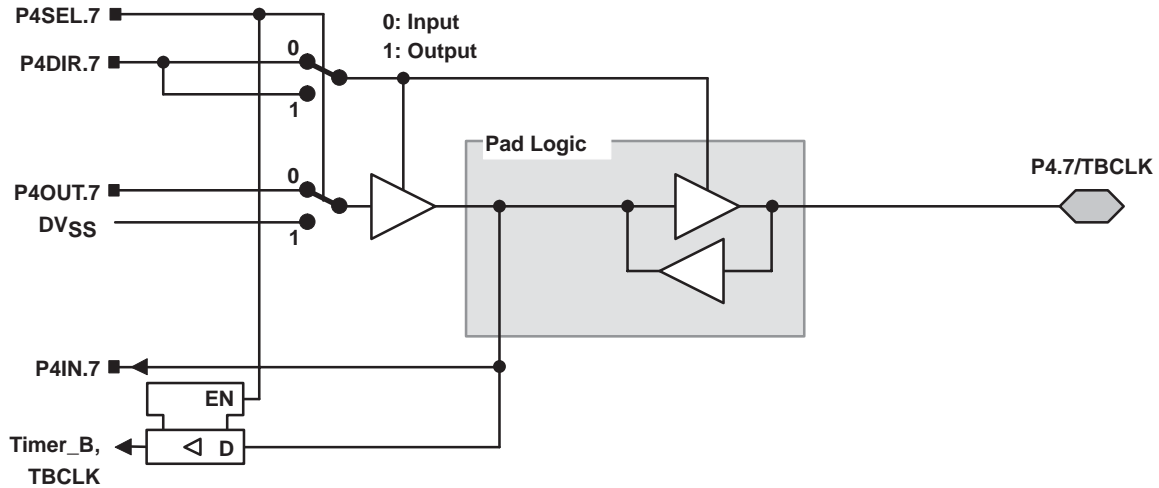 P4SEL.7
0: Input
1: Output
P4DIR.7
0
1
Pad Logic
P4.7/TBCLK
P4OUT.7
0
DVSS
1
P4IN.7
EN
Timer_B,
TBCLK
D